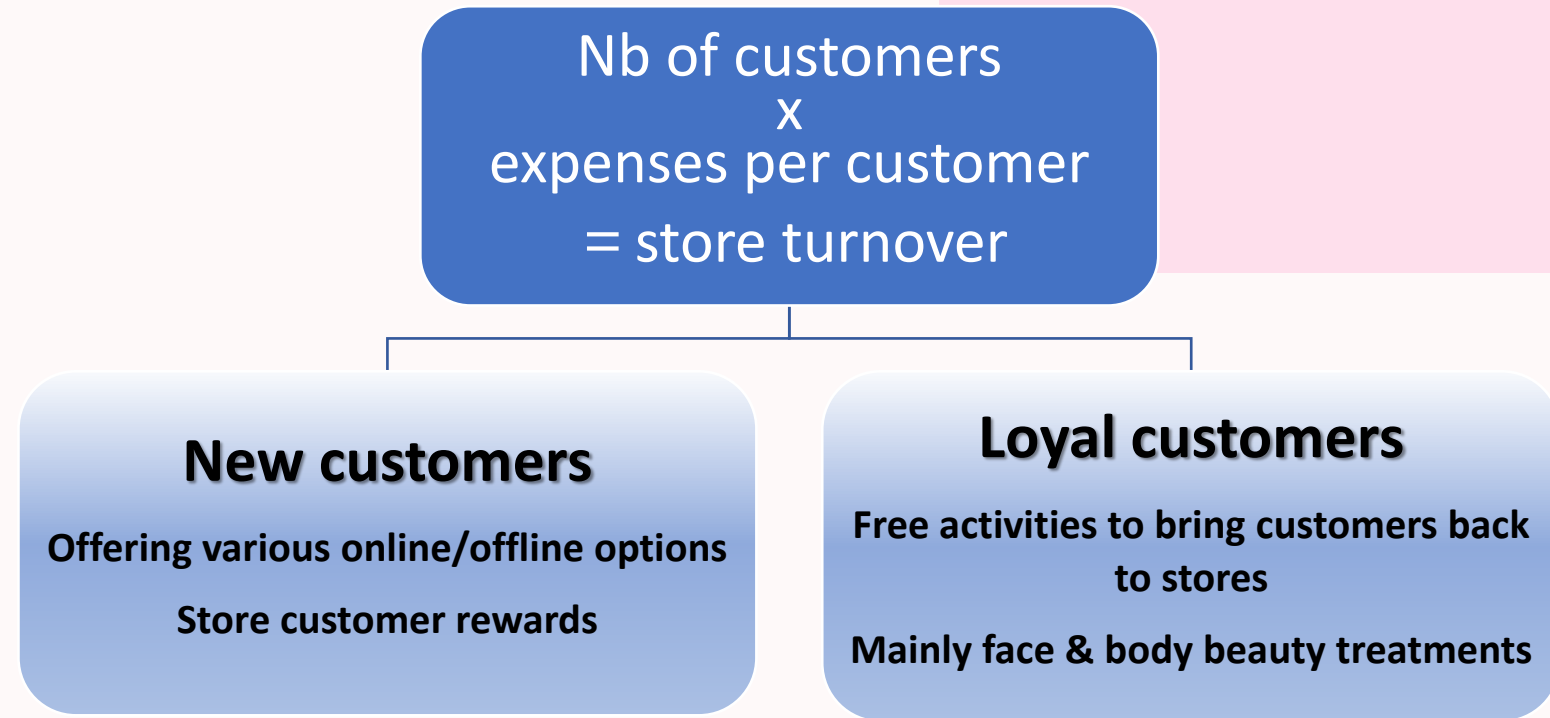 Nb of customers
x
expenses per customer
= store turnover
New customers
Offering various online/offline options
Store customer rewards
Loyal customers
Free activities to bring customers back
to stores
Mainly face & body beauty treatments